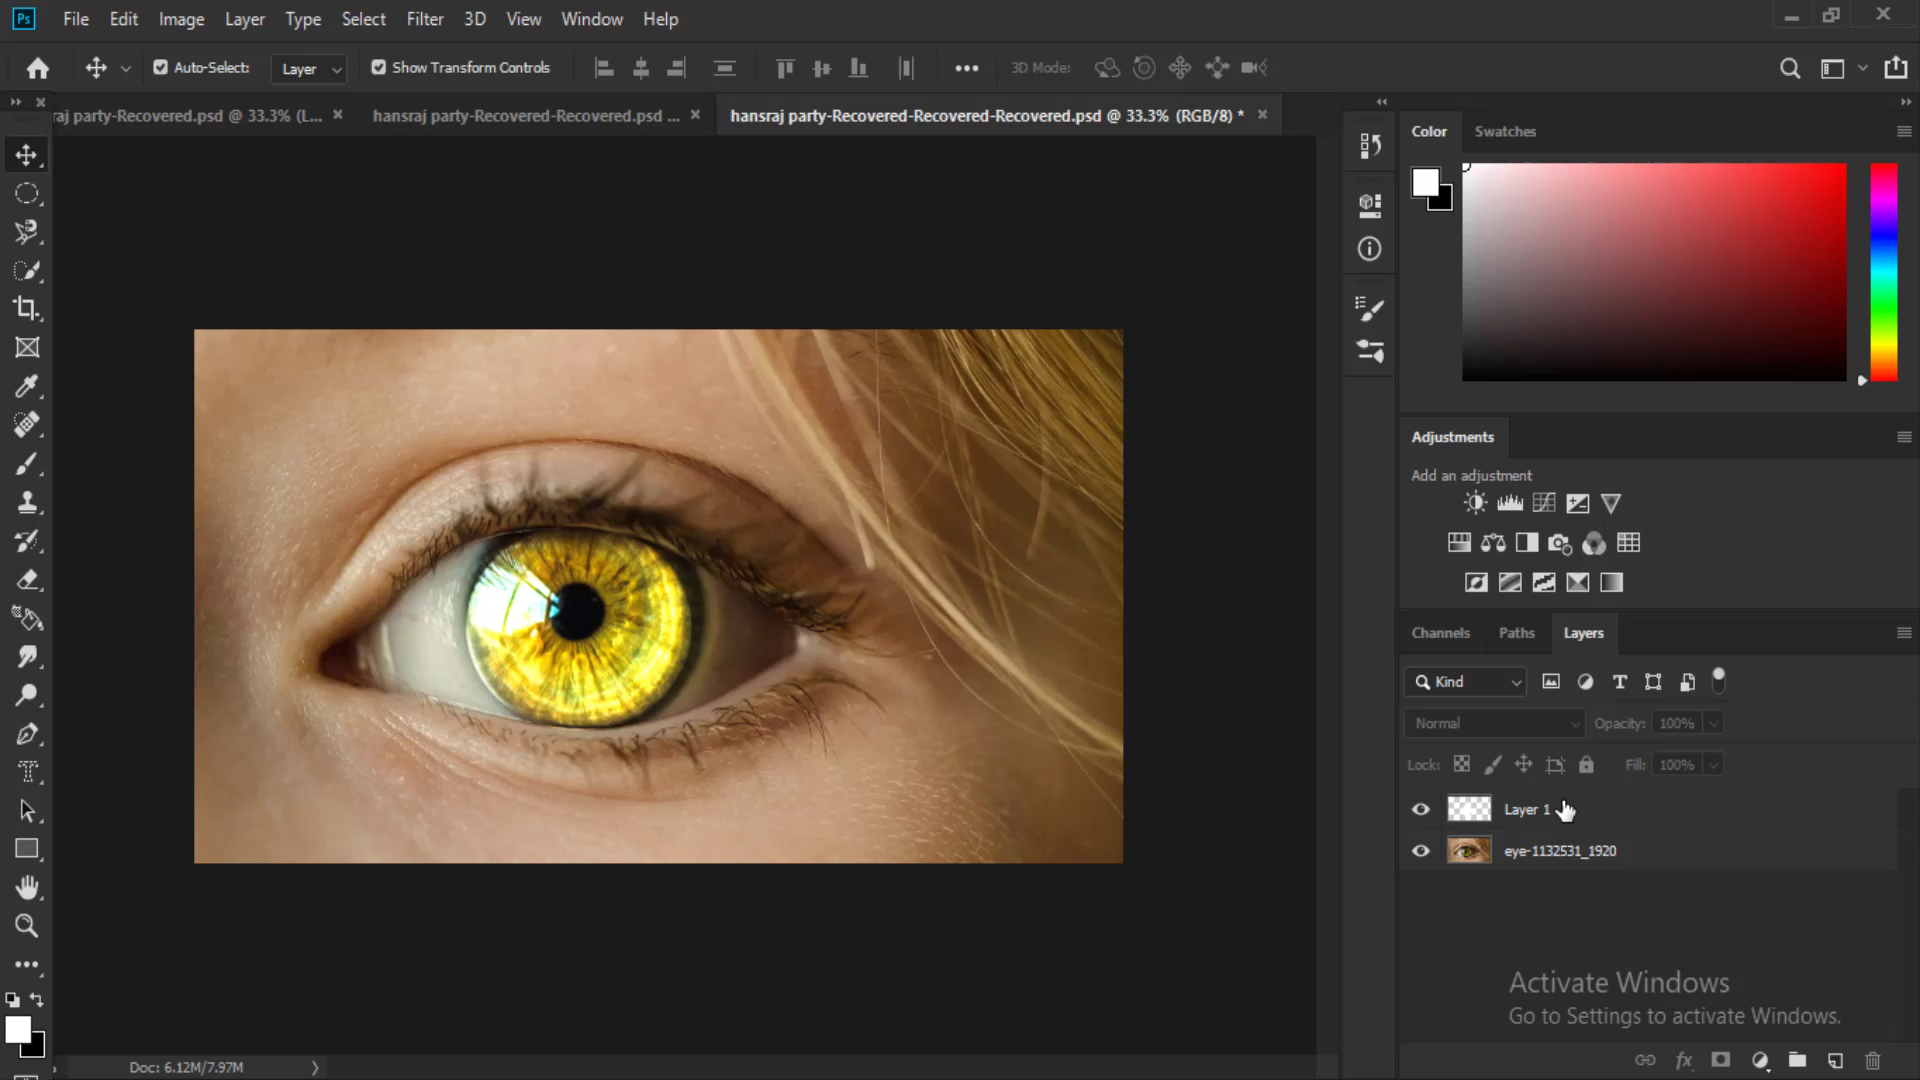 Ps File Edit Image Layer Type Select Filter 3D View Window Help
Auto-Select: Layer Show Transform Controls 3D Mode:
aj party-Recovered.psd @ 33.3% (L... × hansraj party-Recovered-Recovered.psd ... × hansraj party-Recovered-Recovered-Recovered.psd @ 33.3% (RGB/8) * ×
Color Swatches
Adjustments
Add an adjustment
Channels Paths Layers
Kind
Normal Opacity: 100%
Lock: Fill: 100%
Layer 1
eye-1132531_1920
Activate Windows
Go to Settings to activate Windows.
fx
Doc: 6.12M/7.97M